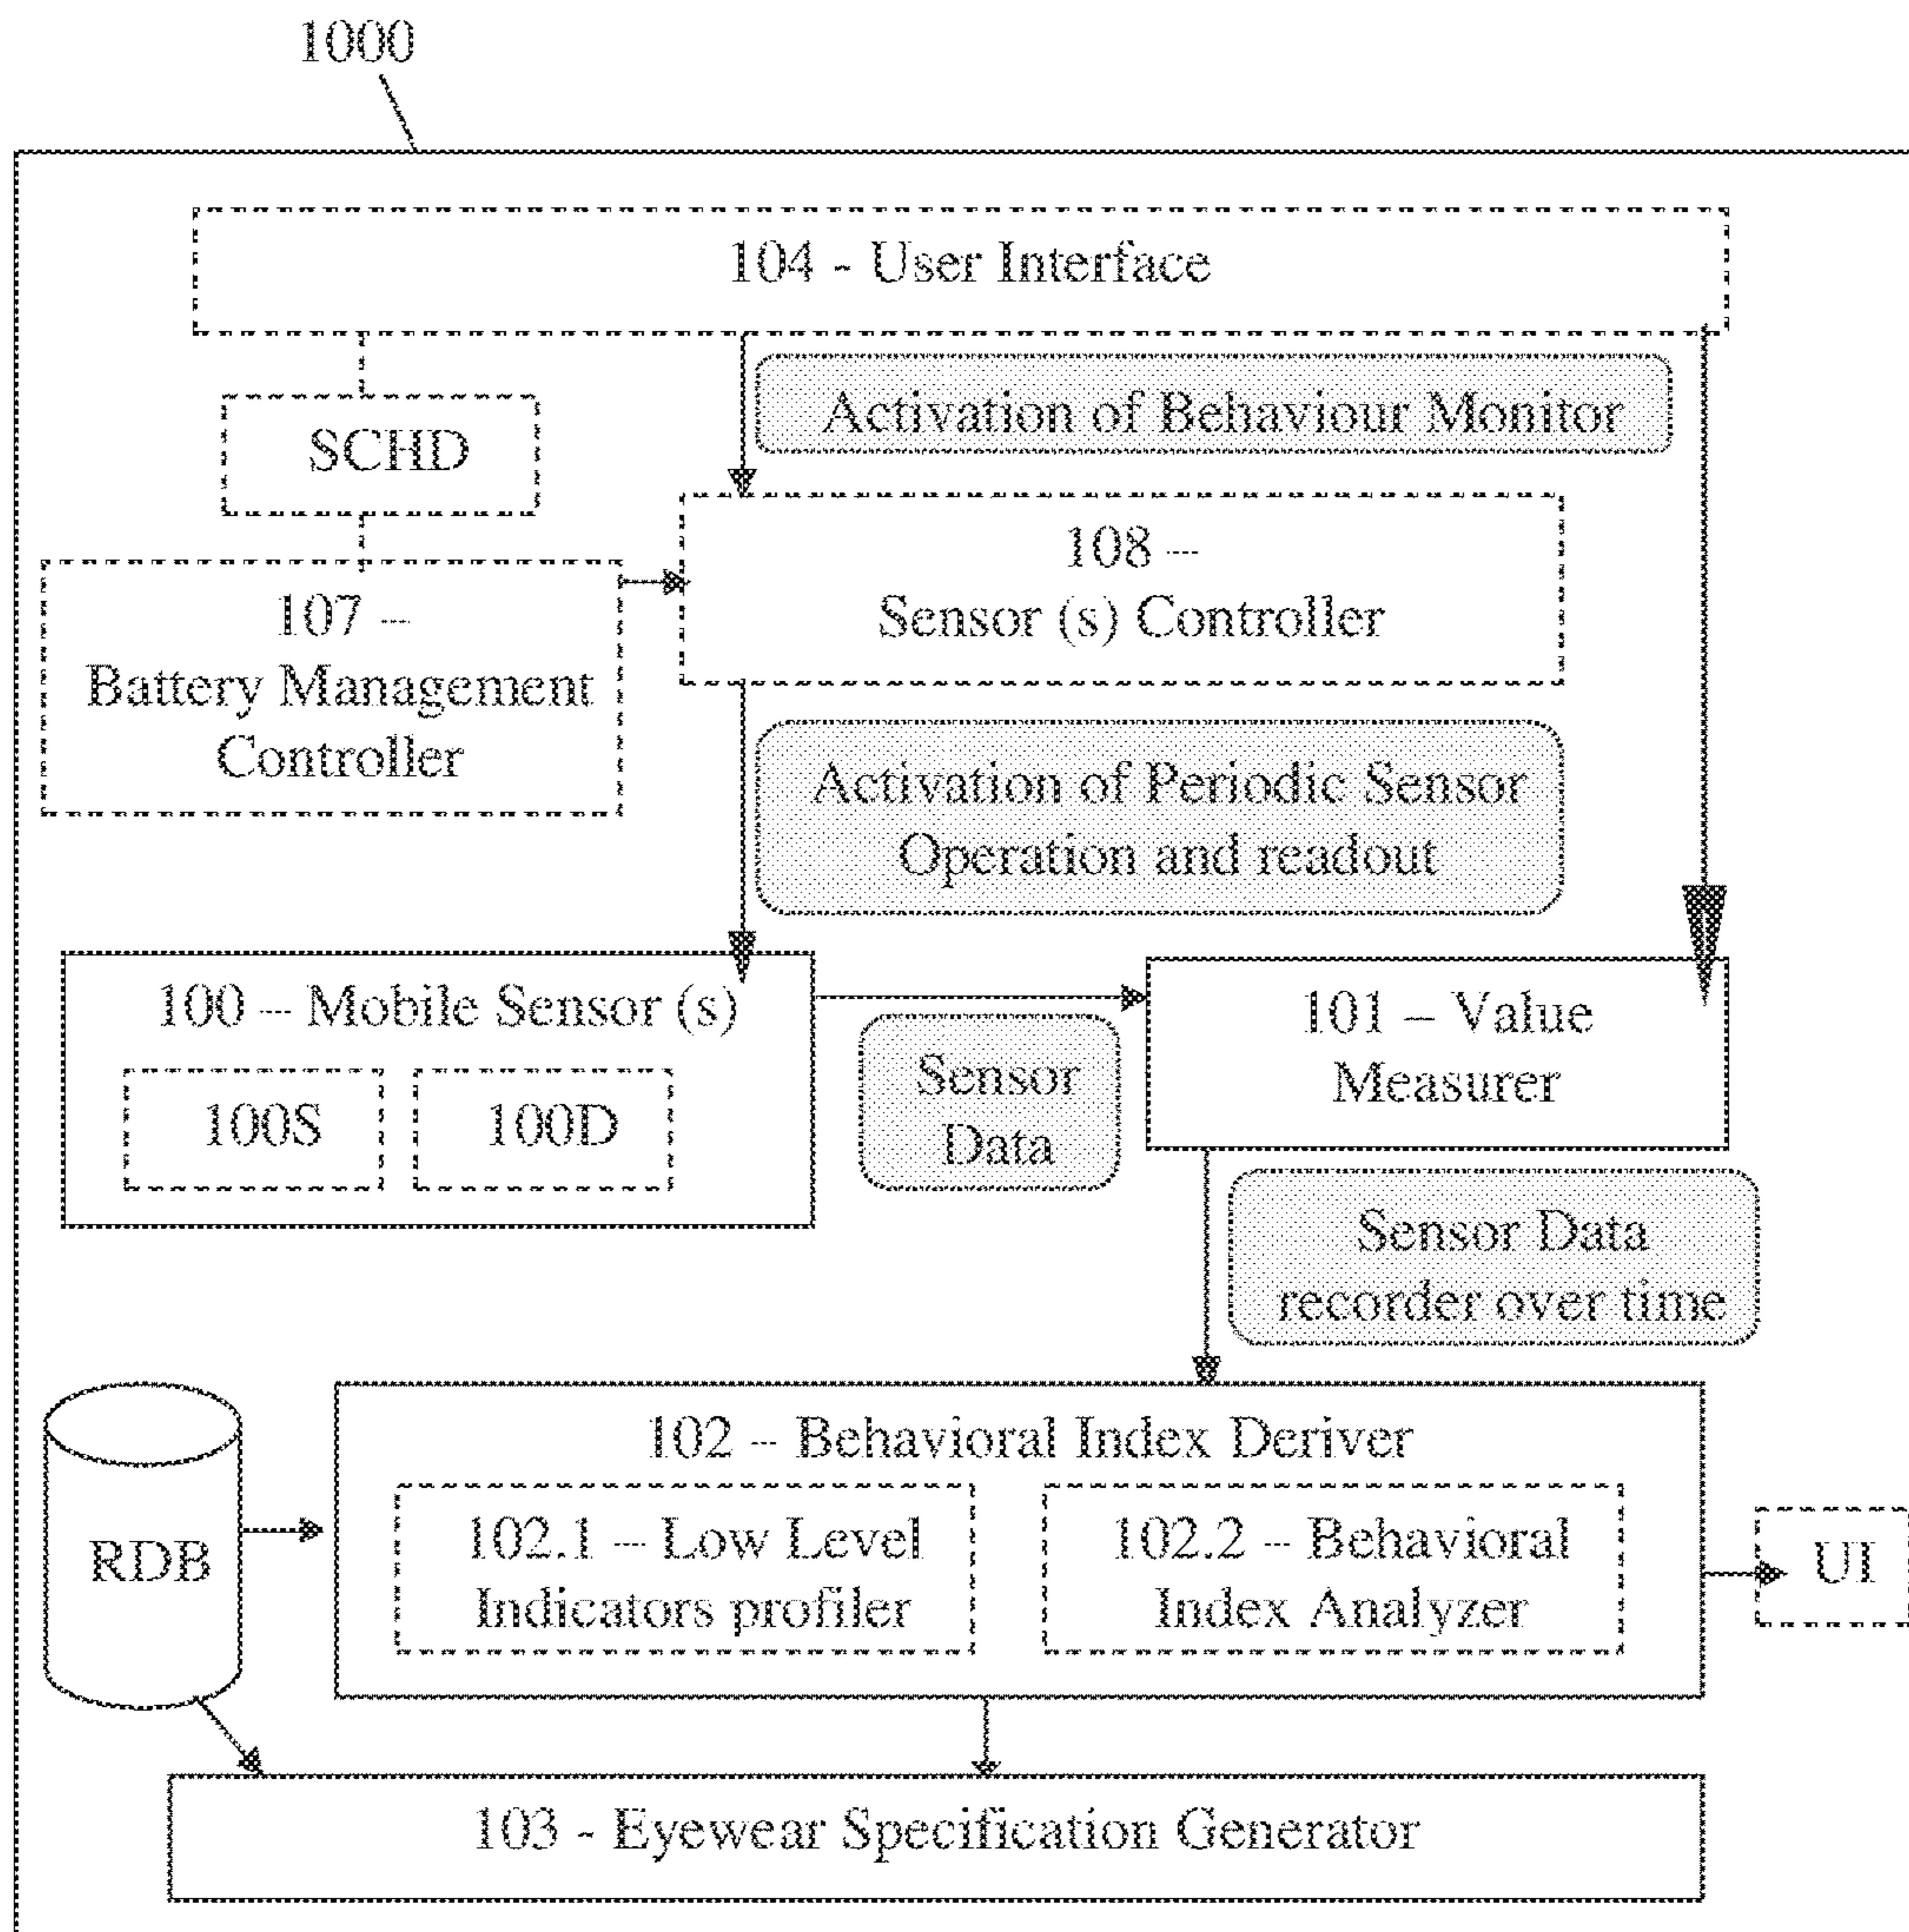 1000
104 - User Interface
Activation of Behaviour Monitor
SCHD
108 –
Sensor (s) Controller
107 –
Battery Management
Controller
Activation of Periodic Sensor
Operation and readout
100 – Mobile Sensor (s)
100S
100D
Sensor
Data
101 – Value
Measurer
Sensor Data
recorder over time
102 – Behavioral Index Deriver
RDB
102.1 – Low Level
Indicators profiler
102.2 – Behavioral
Index Analyzer
UI
103 - Eyewear Specification Generator